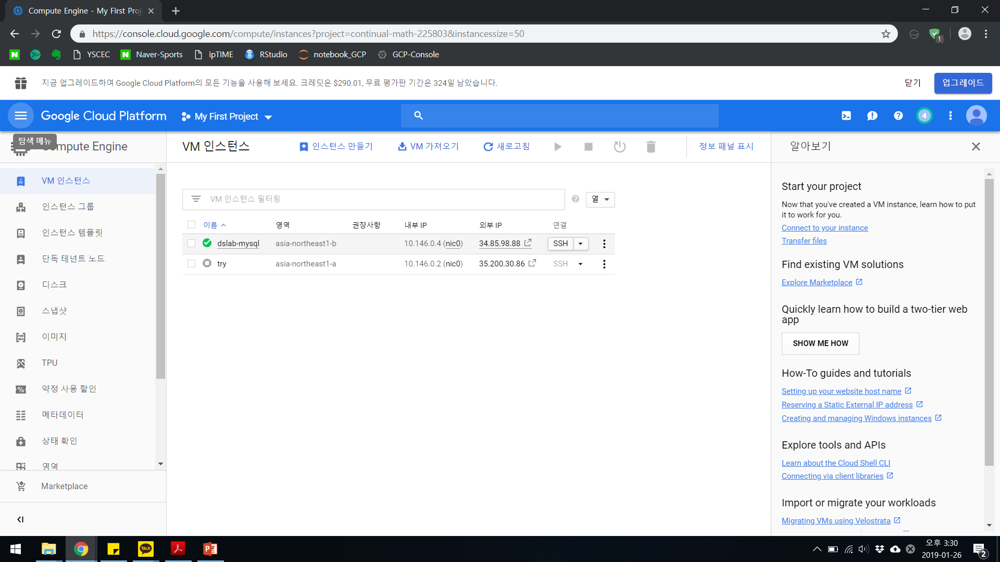 Compute Engine - My First Proj
https://console.cloud.google.com/compute/instances?project=continual-math-225803&instancessize=50
1
N
YSCEC
N
Naver-Sports
ipTIME
R
RStudio
notebook_GCP
GCP-Console
지금 업그레이드하여 Google Cloud Platform의 모든 기능을 사용해 보세요. 크레딧은 $290.01, 무료 평가판 기간은 324일 남았습니다.
닫기
업그레이드
Google Cloud Platform
My First Project
4
탐색 메뉴
Compute Engine
VM 인스턴스
인스턴스 만들기
VM 가져오기
새로고침
정보 패널 표시
알아보기
VM 인스턴스
인스턴스 그룹
인스턴스 템플릿
단독 테넌트 노드
디스크
스냅샷
이미지
TPU
약정 사용 할인
메타데이터
상태 확인
영역
Marketplace
VM 인스턴스 필터링
열
이름 영역 권장사항 내부 IP 외부 IP 연결
dslab-mysql asia-northeast1-b 10.146.0.4 (nic0) 34.85.98.88 SSH
try asia-northeast1-a 10.146.0.2 (nic0) 35.200.30.86 SSH
Start your project
Now that you've created a VM instance, learn how to put
it to work for you.
Connect to your instance
Transfer files
Find existing VM solutions
Explore Marketplace
Quickly learn how to build a two-tier web
app
SHOW ME HOW
How-To guides and tutorials
Setting up your website host name
Reserving a Static External IP address
Creating and managing Windows instances
Explore tools and APIs
Learn about the Cloud Shell CLI
Connecting via client libraries
Import or migrate your workloads
Migrating VMs using Velostrata
TALK
오후 3:30
2019-01-26
2